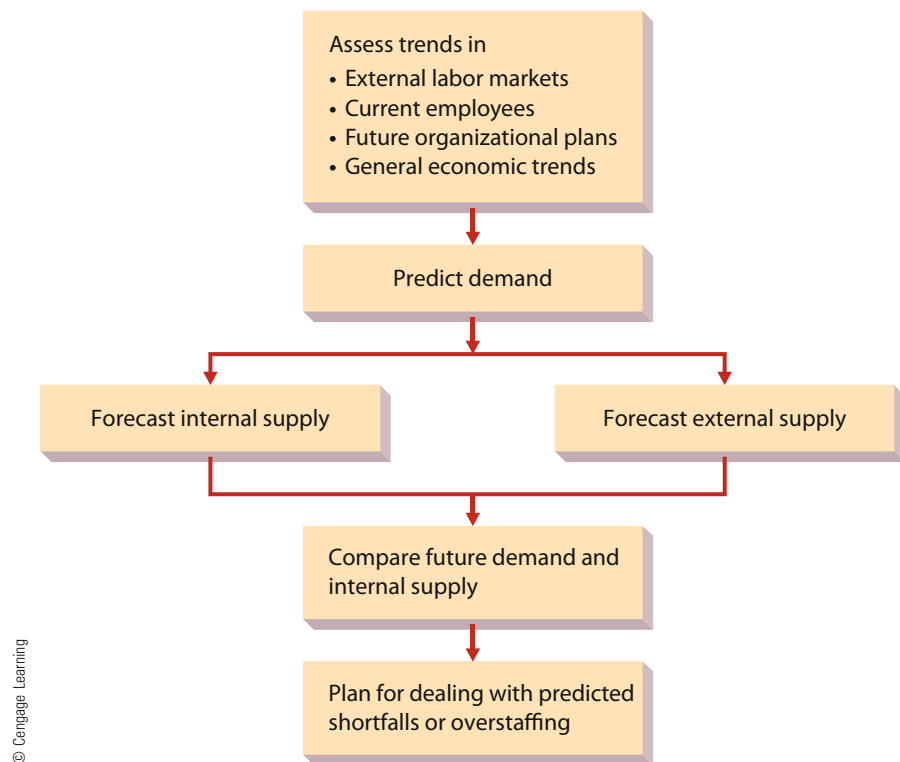 Assess trends in
• External labor markets
• Current employees
• Future organizational plans
• General economic trends
Predict demand
Forecast internal supply
Forecast external supply
Compare future demand and
internal supply
Plan for dealing with predicted
shortfalls or overstaffing
© Cengage Learning